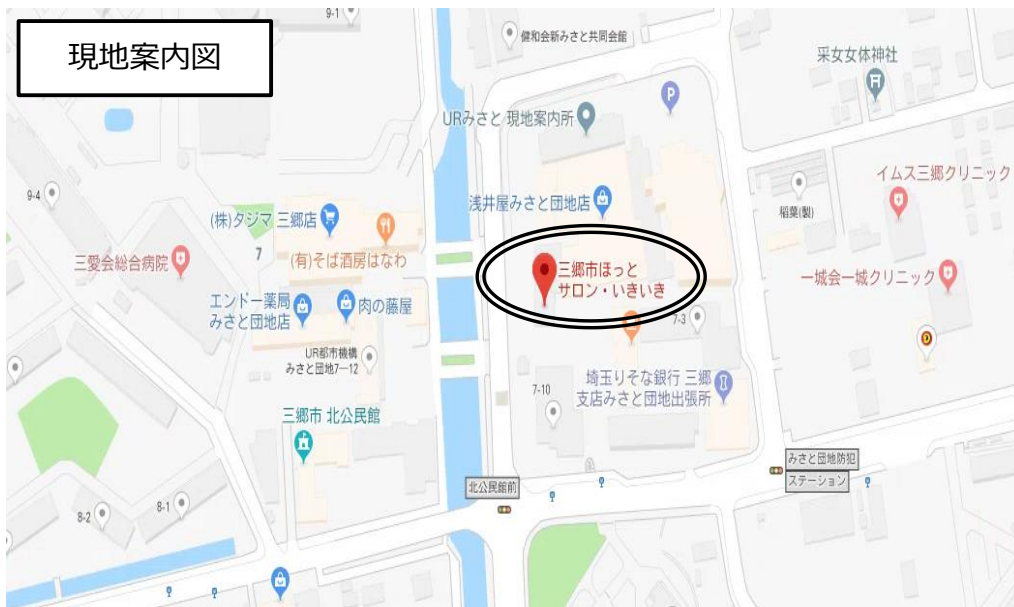 現地案内図
9-1
健和会新みさと共同会館
采女女体神社
P
URみさと 現地案内所
イムス三郷クリニック
9-4
浅井屋みさと団地店
稲葉(製)
(株)タジマ 三郷店
三愛会総合病院
7
(有)そば酒房はなわ
三郷市ほっと
サロン・いきいき
一城会一城クリニック
エンドー薬局
みさと団地店
肉の藤屋
7-3
UR都市機構
みさと団地7ー12
埼玉りそな銀行 三郷
支店みさと団地出張所
7-10
三郷市 北公民館
みさと団地防犯
ステーション
北公民館前
8-2
8-1